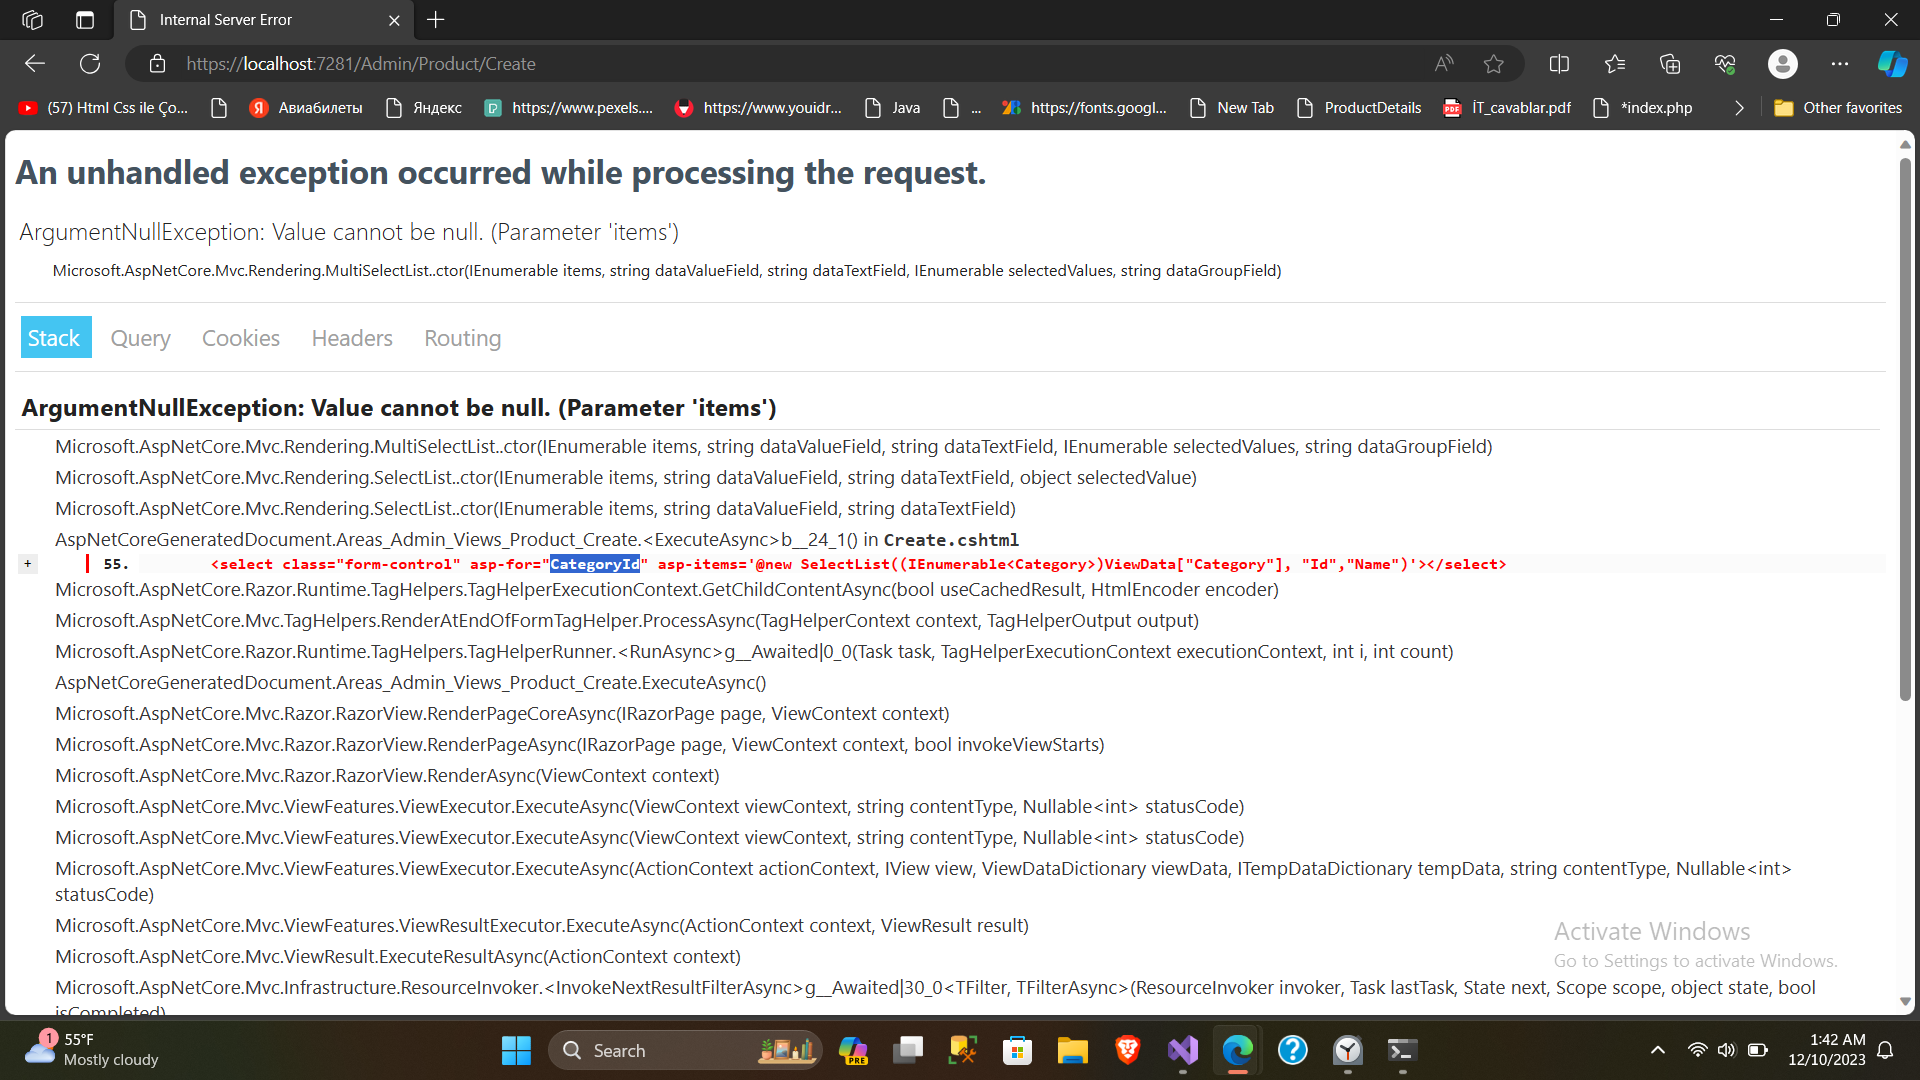 Internal Server Error
https://localhost:7281/Admin/Product/Create
(57) Html Css ile Ço...
Авиабилеты
Яндекс
https://www.pexels....
https://www.youidr...
Java
...
https://fonts.googl...
New Tab
ProductDetails
İT_cavablar.pdf
*index.php
Other favorites
An unhandled exception occurred while processing the request.
ArgumentNullException: Value cannot be null. (Parameter 'items')
Microsoft.AspNetCore.Mvc.Rendering.MultiSelectList..ctor(IEnumerable items, string dataValueField, string dataTextField, IEnumerable selectedValues, string dataGroupField)
Stack Query Cookies Headers Routing
ArgumentNullException: Value cannot be null. (Parameter 'items')
Microsoft.AspNetCore.Mvc.Rendering.MultiSelectList..ctor(IEnumerable items, string dataValueField, string dataTextField, IEnumerable selectedValues, string dataGroupField)
Microsoft.AspNetCore.Mvc.Rendering.SelectList..ctor(IEnumerable items, string dataValueField, string dataTextField, object selectedValue)
Microsoft.AspNetCore.Mvc.Rendering.SelectList..ctor(IEnumerable items, string dataValueField, string dataTextField)
AspNetCoreGeneratedDocument.Areas_Admin_Views_Product_Create.<ExecuteAsync>b__24_1() in Create.cshtml
+ 55. <select class="form-control" asp-for="CategoryId" asp-items='@new SelectList((IEnumerable<Category>)ViewData["Category"], "Id","Name")'></select>
Microsoft.AspNetCore.Razor.Runtime.TagHelpers.TagHelperExecutionContext.GetChildContentAsync(bool useCachedResult, HtmlEncoder encoder)
Microsoft.AspNetCore.Mvc.TagHelpers.RenderAtEndOfFormTagHelper.ProcessAsync(TagHelperContext context, TagHelperOutput output)
Microsoft.AspNetCore.Razor.Runtime.TagHelpers.TagHelperRunner.<RunAsync>g__Awaited|0_0(Task task, TagHelperExecutionContext executionContext, int i, int count)
AspNetCoreGeneratedDocument.Areas_Admin_Views_Product_Create.ExecuteAsync()
Microsoft.AspNetCore.Mvc.Razor.RazorView.RenderPageCoreAsync(IRazorPage page, ViewContext context)
Microsoft.AspNetCore.Mvc.Razor.RazorView.RenderPageAsync(IRazorPage page, ViewContext context, bool invokeViewStarts)
Microsoft.AspNetCore.Mvc.Razor.RazorView.RenderAsync(ViewContext context)
Microsoft.AspNetCore.Mvc.ViewFeatures.ViewExecutor.ExecuteAsync(ViewContext viewContext, string contentType, Nullable<int> statusCode)
Microsoft.AspNetCore.Mvc.ViewFeatures.ViewExecutor.ExecuteAsync(ViewContext viewContext, string contentType, Nullable<int> statusCode)
Microsoft.AspNetCore.Mvc.ViewFeatures.ViewExecutor.ExecuteAsync(ActionContext actionContext, IView view, ViewDataDictionary viewData, ITempDataDictionary tempData, string contentType, Nullable<int>
statusCode)
Microsoft.AspNetCore.Mvc.ViewFeatures.ViewResultExecutor.ExecuteAsync(ActionContext context, ViewResult result)
Microsoft.AspNetCore.Mvc.ViewResult.ExecuteResultAsync(ActionContext context)
Microsoft.AspNetCore.Mvc.Infrastructure.ResourceInvoker.<InvokeNextResultFilterAsync>g__Awaited|30_0<TFilter, TFilterAsync>(ResourceInvoker invoker, Task lastTask, State next, Scope scope, object state, bool
isCompleted)
Activate Windows
Go to Settings to activate Windows.
1
55°F
Mostly cloudy
Search
PRE
1:42 AM
12/10/2023